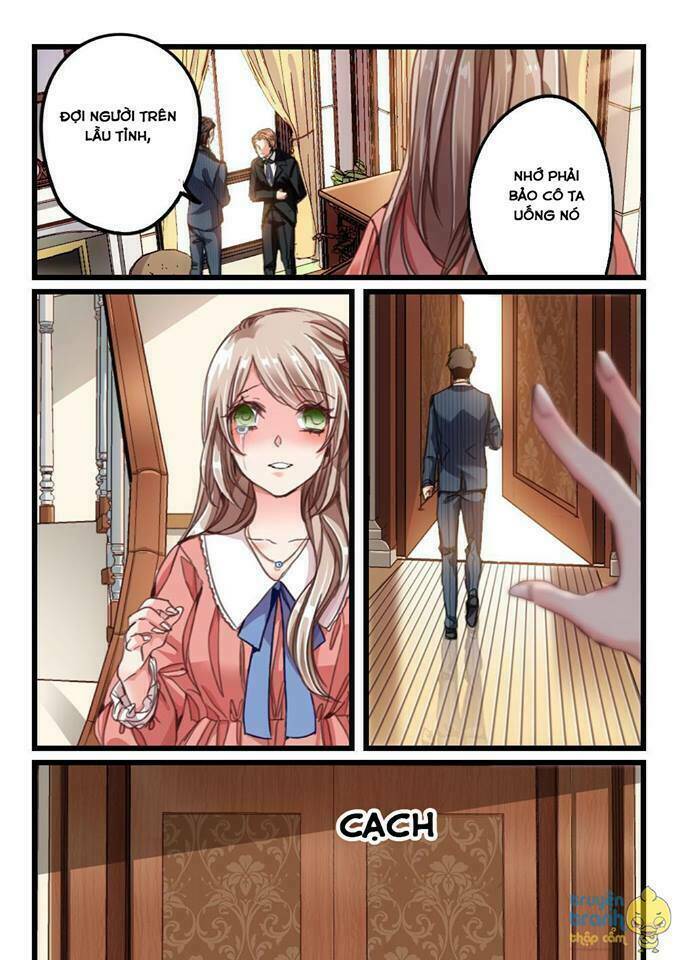 ĐỢI NGƯỜI TRÊN
LẦU TỈNH,
NHỚ PHẢI
BẢO CÔ TA
UỐNG NÓ
CẠCH
truyện
tranh
thập cẩm